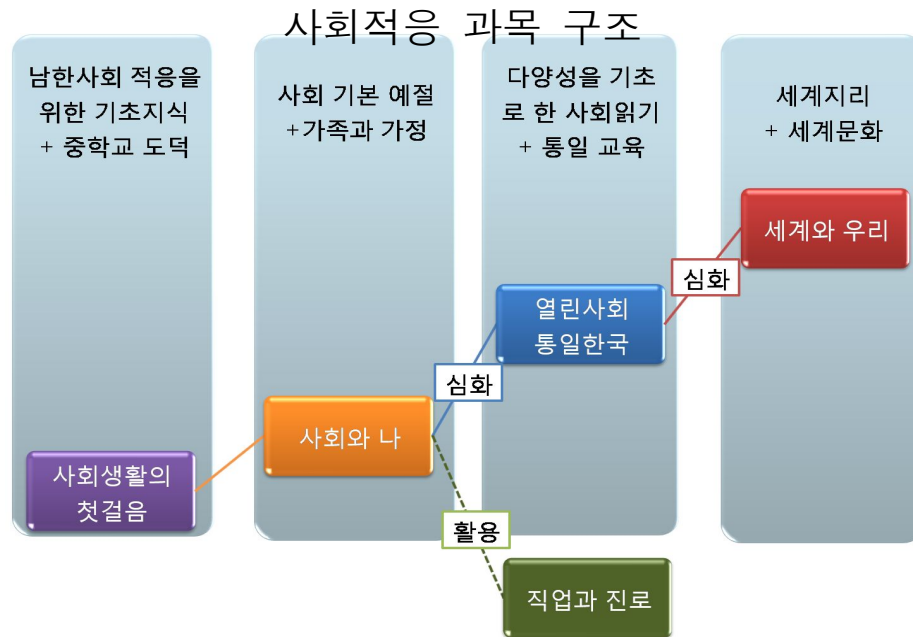 사회적응 과목 구조
남한사회 적응을
위한 기초지식
+ 중학교 도덕
사회 기본 예절
+가족과 가정
다양성을 기초
로 한 사회읽기
+ 통일 교육
세계지리
+ 세계문화
세계와 우리
심화
열린사회
통일한국
심화
사회와 나
사회생활의
첫걸음
활용
직업과 진로